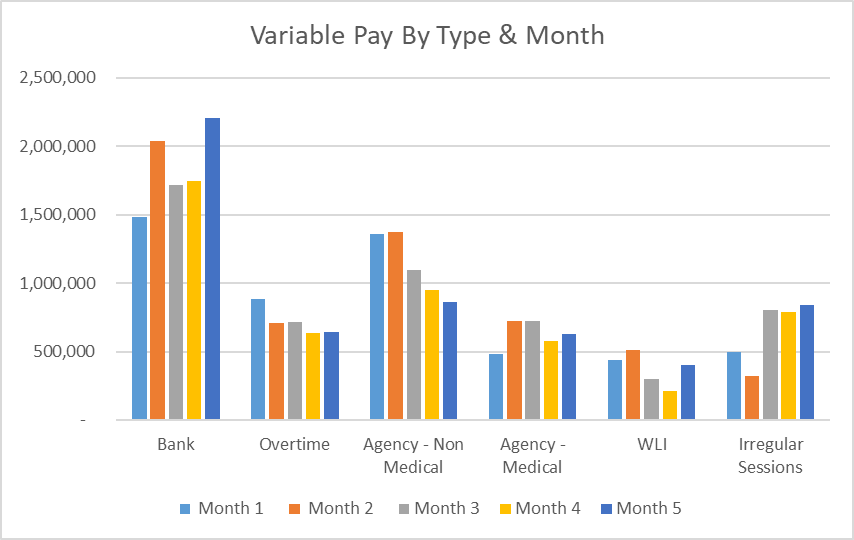 Variable Pay By Type & Month
2,500,000
2,000,000
1,500,000
1,000,000
500,000
-
Bank
Overtime
Agency - Non
Medical
Agency -
Medical
WLI
Irregular
Sessions
Month 1
Month 2
Month 3
Month 4
Month 5